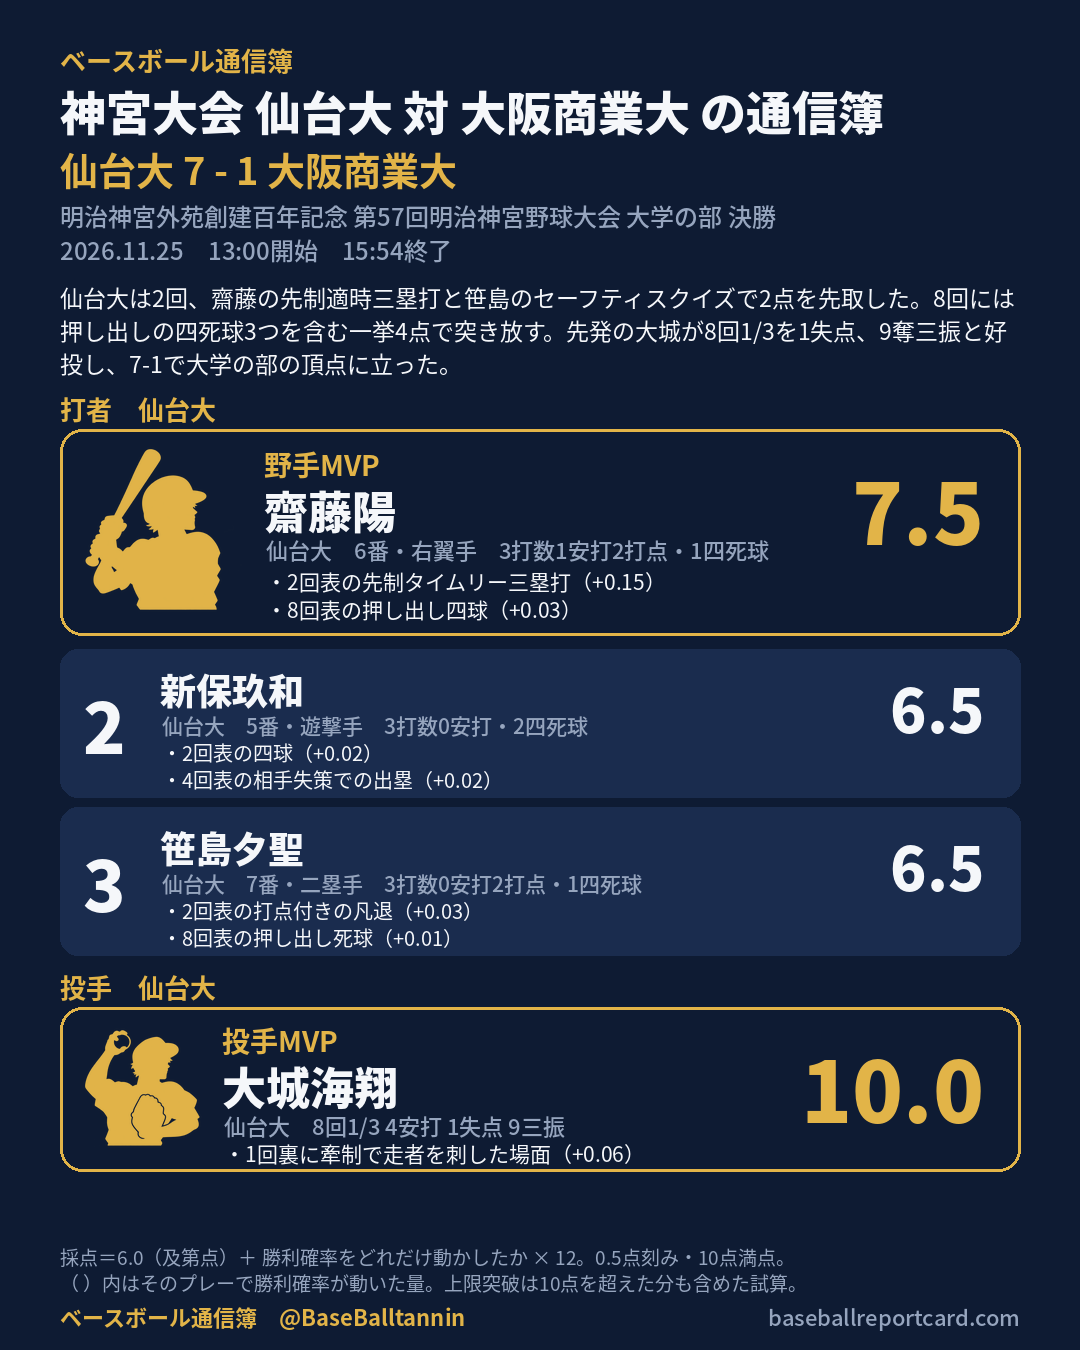 ベースボール通信簿
神宮大会 仙台大 対 大阪商業大 の通信簿
仙台大 7 - 1 大阪商業大
明治神宮外苑創建百年記念 第57回明治神宮野球大会 大学の部 決勝
2026.11.25　13:00開始　15:54終了
仙台大は2回、齋藤の先制適時三塁打と笹島のセーフティスクイズで2点を先取した。8回には
押し出しの四死球3つを含む一挙4点で突き放す。先発の大城が8回1/3を1失点、9奪三振と好
投し、7-1で大学の部の頂点に立った。
打者　仙台大
野手MVP
齋藤陽
仙台大　6番・右翼手　3打数1安打2打点・1四死球
・2回表の先制タイムリー三塁打（+0.15）
・8回表の押し出し四球（+0.03）
7.5
2
新保玖和
仙台大　5番・遊撃手　3打数0安打・2四死球
・2回表の四球（+0.02）
・4回表の相手失策での出塁（+0.02）
6.5
3
笹島夕聖
仙台大　7番・二塁手　3打数0安打2打点・1四死球
・2回表の打点付きの凡退（+0.03）
・8回表の押し出し死球（+0.01）
6.5
投手　仙台大
投手MVP
大城海翔
仙台大　8回1/3 4安打 1失点 9三振
・1回裏に牽制で走者を刺した場面（+0.06）
10.0
採点＝6.0（及第点）＋ 勝利確率をどれだけ動かしたか × 12。0.5点刻み・10点満点。
（ ）内はそのプレーで勝利確率が動いた量。上限突破は10点を超えた分も含めた試算。
ベースボール通信簿　@BaseBalltannin
baseballreportcard.com